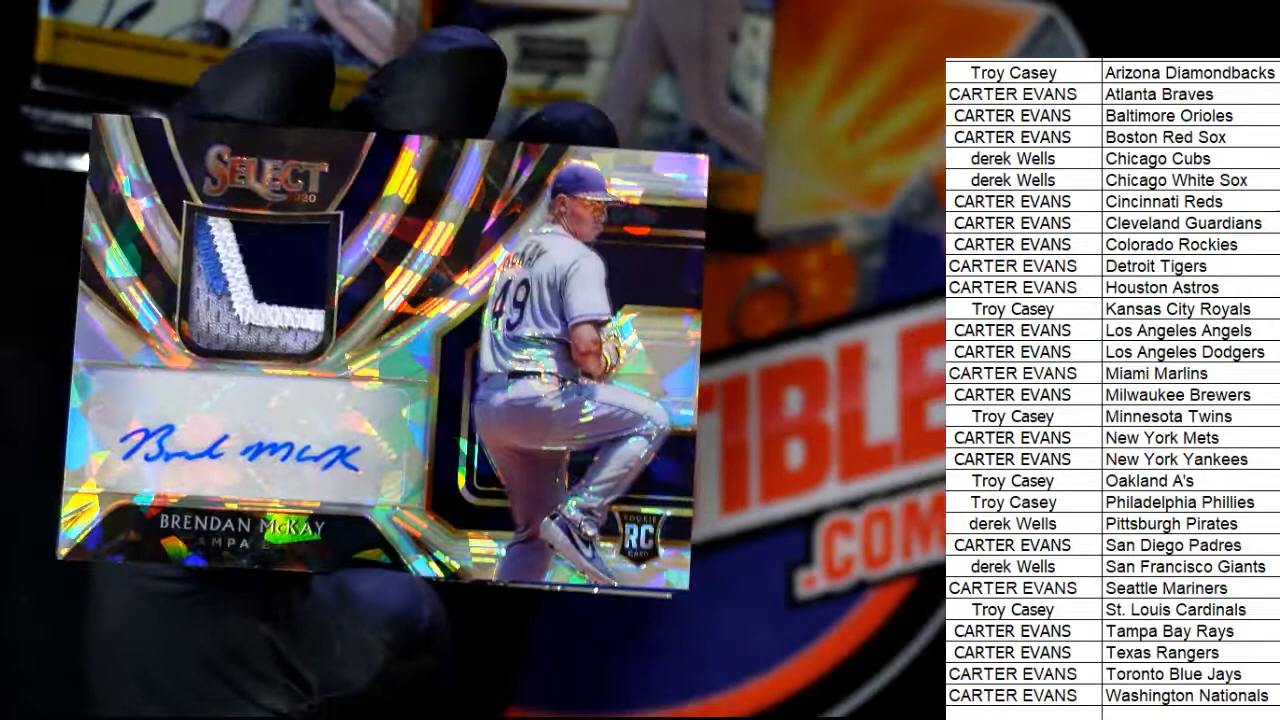 SELECT
2020
McKAY
49
Brendan McKay
BRENDAN McKAY
RC
ROOKIE
CARD
IBLE
.COM
Troy Casey Arizona Diamondbacks
CARTER EVANS Atlanta Braves
CARTER EVANS Baltimore Orioles
CARTER EVANS Boston Red Sox
derek Wells Chicago Cubs
derek Wells Chicago White Sox
CARTER EVANS Cincinnati Reds
CARTER EVANS Cleveland Guardians
CARTER EVANS Colorado Rockies
CARTER EVANS Detroit Tigers
CARTER EVANS Houston Astros
Troy Casey Kansas City Royals
CARTER EVANS Los Angeles Angels
CARTER EVANS Los Angeles Dodgers
CARTER EVANS Miami Marlins
CARTER EVANS Milwaukee Brewers
Troy Casey Minnesota Twins
CARTER EVANS New York Mets
CARTER EVANS New York Yankees
Troy Casey Oakland A's
Troy Casey Philadelphia Phillies
derek Wells Pittsburgh Pirates
CARTER EVANS San Diego Padres
derek Wells San Francisco Giants
CARTER EVANS Seattle Mariners
Troy Casey St. Louis Cardinals
CARTER EVANS Tampa Bay Rays
CARTER EVANS Texas Rangers
CARTER EVANS Toronto Blue Jays
CARTER EVANS Washington Nationals